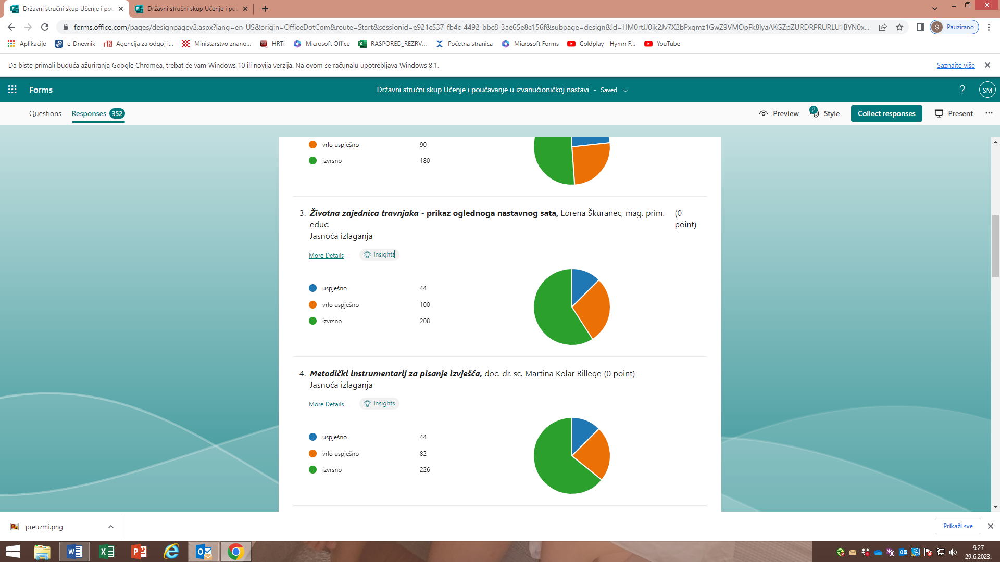 Državni stručni skup Učenje i pou
Državni stručni skup Učenje i pou
forms.office.com/pages/designpagev2.aspx?lang=en-US&origin=OfficeDotCom&route=Start&sessionid=e921c537-fb4c-4492-bbc8-3ae65e8c156f&subpage=design&id=HM0rtJJ0ik2Jv7X2bPxqmz1GwZ9VMOpFk8IyaAKGZpZURDRPRURLU1BYN0x...
S Pauzirano
Aplikacije e-Dnevnik Agencija za odgoj i... Ministarstvo znano... HRTi Microsoft Office RASPORED_REZRV... Početna stranica Microsoft Forms Coldplay - Hymn F... YouTube
Da biste primali buduća ažuriranja Google Chromea, trebat će vam Windows 10 ili novija verzija. Na ovom se računalu upotrebljava Windows 8.1. Saznajte više
Forms Državni stručni skup Učenje i poučavanje u izvanučioničkoj nastavi - Saved ? SM
Questions Responses 352 Preview Style Collect responses Present
vrlo uspješno 90
izvrsno 180
3. Životna zajednica travnjaka - prikaz oglednoga nastavnog sata, Lorena Škuranec, mag. prim. (0
educ. point)
Jasnoća izlaganja
More Details Insights
uspješno 44
vrlo uspješno 100
izvrsno 208
4. Metodički instrumentarij za pisanje izvješća, doc. dr. sc. Martina Kolar Billege (0 point)
Jasnoća izlaganja
More Details Insights
uspješno 44
vrlo uspješno 82
izvrsno 226
preuzmi.png Prikaži sve
9:27
29.6.2023.